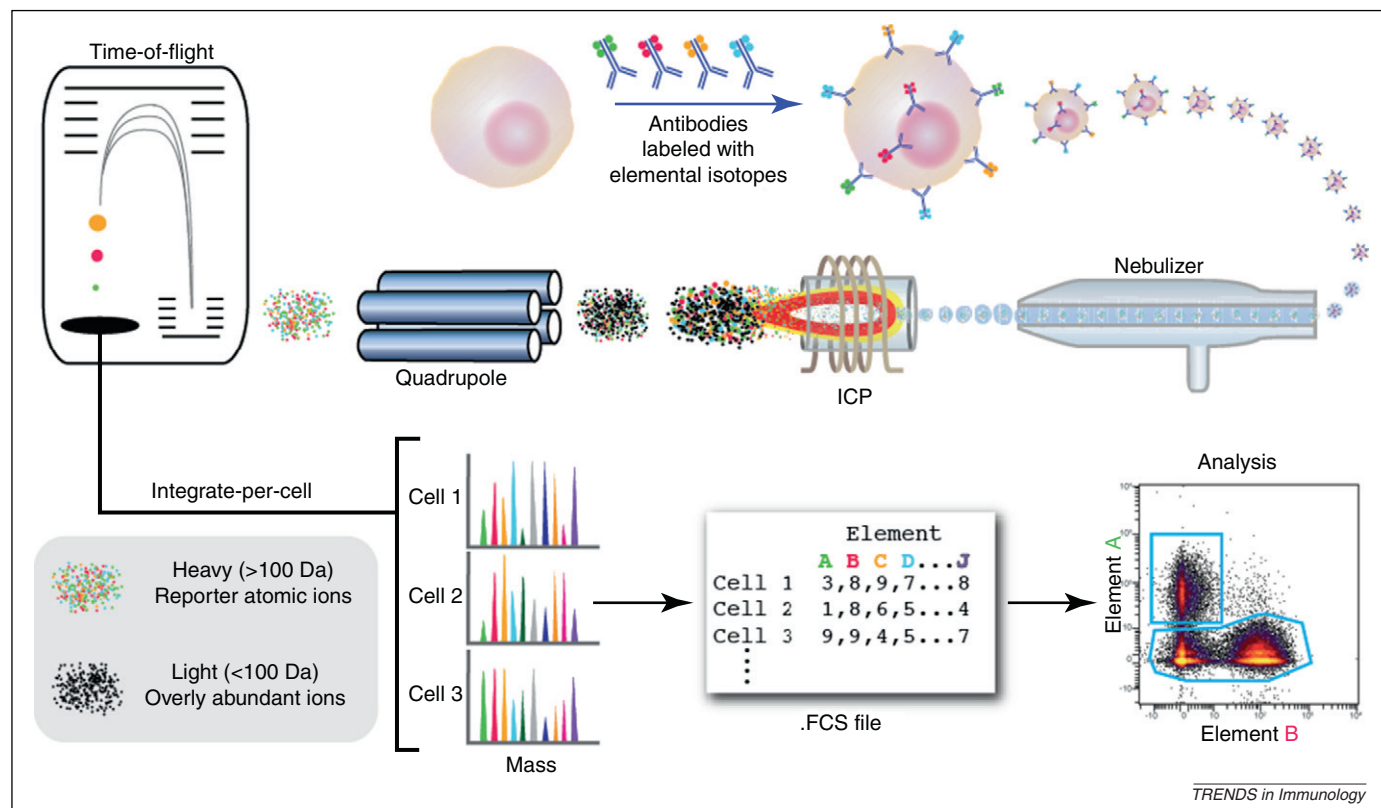 Time-of-flight
Antibodies
labeled with
elemental isotopes
Nebulizer
Quadrupole
ICP
Integrate-per-cell
Heavy (>100 Da)
Reporter atomic ions
Light (<100 Da)
Overly abundant ions
Cell 1
Cell 2
Cell 3
Mass
Element
A B C D...J
Cell 1 3,8,9,7...8
Cell 2 1,8,6,5...4
Cell 3 9,9,4,5...7
.FCS file
Analysis
Element A
Element B
TRENDS in Immunology